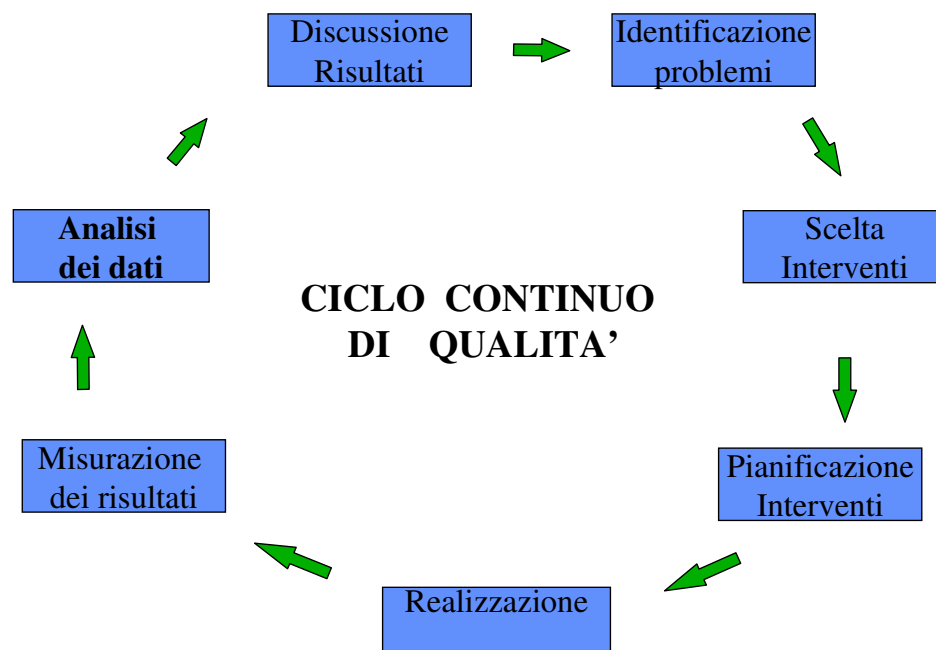 Discussione
Risultati
Identificazione
problemi
Analisi
dei dati
Scelta
Interventi
CICLO CONTINUO
DI QUALITA’
Misurazione
dei risultati
Pianificazione
Interventi
Realizzazione